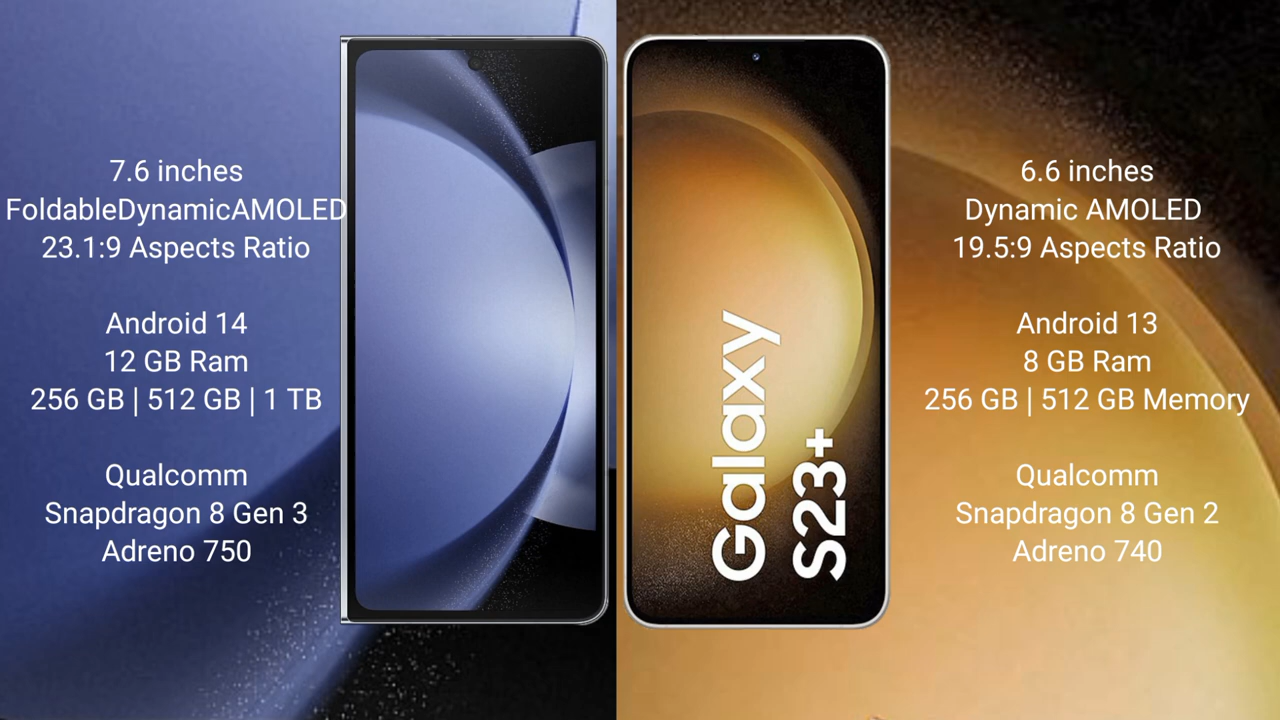 7.6 inches
FoldableDynamicAMOLED
23.1:9 Aspects Ratio
Android 14
12 GB Ram
256 GB | 512 GB | 1 TB
Qualcomm
Snapdragon 8 Gen 3
Adreno 750
Galaxy
S23+
6.6 inches
Dynamic AMOLED
19.5:9 Aspects Ratio
Android 13
8 GB Ram
256 GB | 512 GB Memory
Qualcomm
Snapdragon 8 Gen 2
Adreno 740